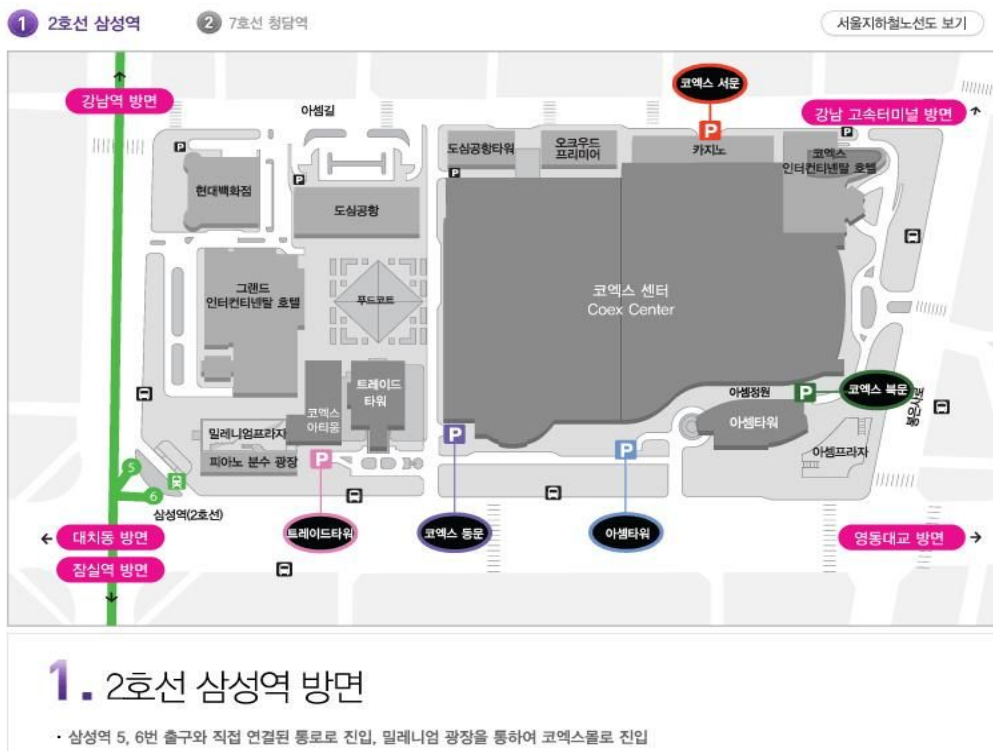 1 2호선 삼성역
2 7호선 청담역
서울지하철노선도 보기
코엑스 서문
강남역 방면
아셈길
강남 고속터미널 방면
P
P
P
도심공항타워
오크우드
프리미어
카지노
코엑스
인터컨티넨탈 호텔
현대백화점
P
P
도심공항
그랜드
인터컨티넨탈 호텔
푸드코트
코엑스 센터
Coex Center
트레이드
타워
코엑스
아티움
아셈정원
P
코엑스 북문
봉은사로
아셈타워
밀레니엄프라자
피아노 분수 광장
P
P
P
아셈프라자
5
6
삼성역(2호선)
트레이드타워
코엑스 동문
아셈타워
대치동 방면
영동대교 방면
잠실역 방면
1. 2호선 삼성역 방면
· 삼성역 5, 6번 출구와 직접 연결된 통로로 진입, 밀레니엄 광장을 통하여 코엑스몰로 진입